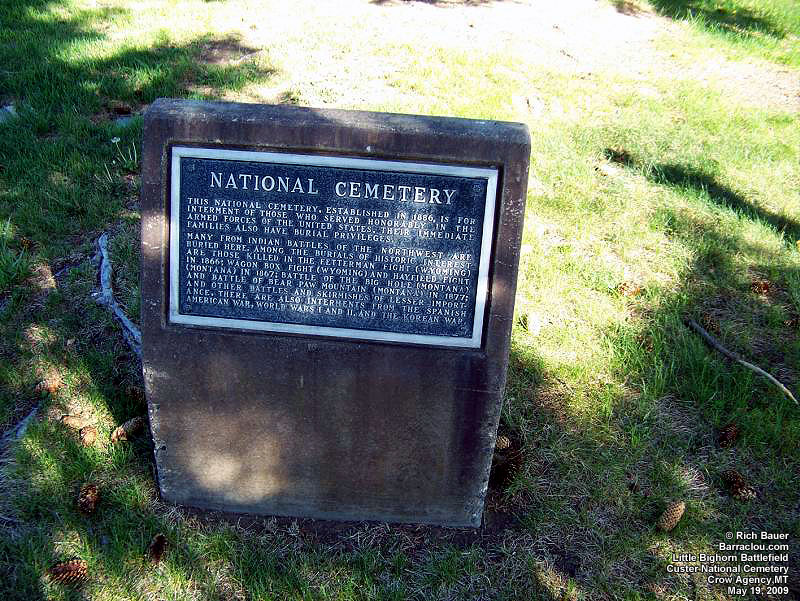 NATIONAL CEMETERY
THIS NATIONAL CEMETERY, ESTABLISHED IN 1886, IS FOR
INTERMENT OF THOSE WHO SERVED HONORABLY IN THE
ARMED FORCES OF THE UNITED STATES. THEIR IMMEDIATE
FAMILIES ALSO HAVE BURIAL PRIVILEGES.
MANY FROM INDIAN BATTLES OF THE NORTHWEST ARE
BURIED HERE. AMONG THE BURIALS OF HISTORIC INTEREST
ARE THOSE KILLED IN THE FETTERMAN FIGHT (WYOMING)
IN 1866; WAGON BOX FIGHT (WYOMING) AND HAYFIELD FIGHT
(MONTANA) IN 1867; BATTLE OF THE BIG HOLE (MONTANA)
AND BATTLE OF BEAR PAW MOUNTAIN (MONTANA) IN 1877;
AND OTHER BATTLES AND SKIRMISHES OF LESSER IMPORT-
ANCE. THERE ARE ALSO INTERMENTS FROM THE SPANISH
AMERICAN WAR, WORLD WARS I AND II, AND THE KOREAN WAR.
© Rich Bauer
Barraclou.com
Little Bighorn Battlefield
Custer National Cemetery
Crow Agency,MT
May 19, 2009